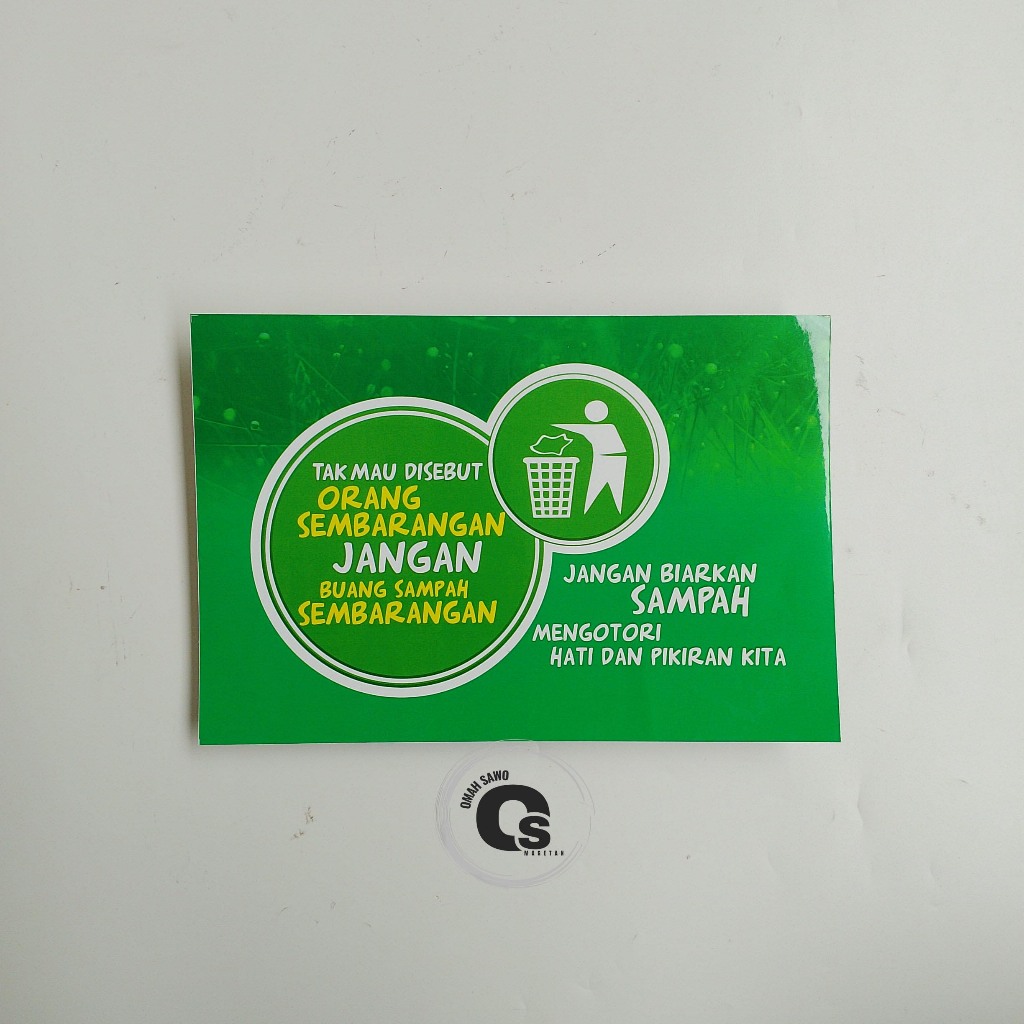 TAK MAU DISEBUT
ORANG
SEMBARANGAN
JANGAN
BUANG SAMPAH
SEMBARANGAN
JANGAN BIARKAN
SAMPAH
MENGOTORI
HATI DAN PIKIRAN KITA
OMAH SAWO
OS
MAGETAN